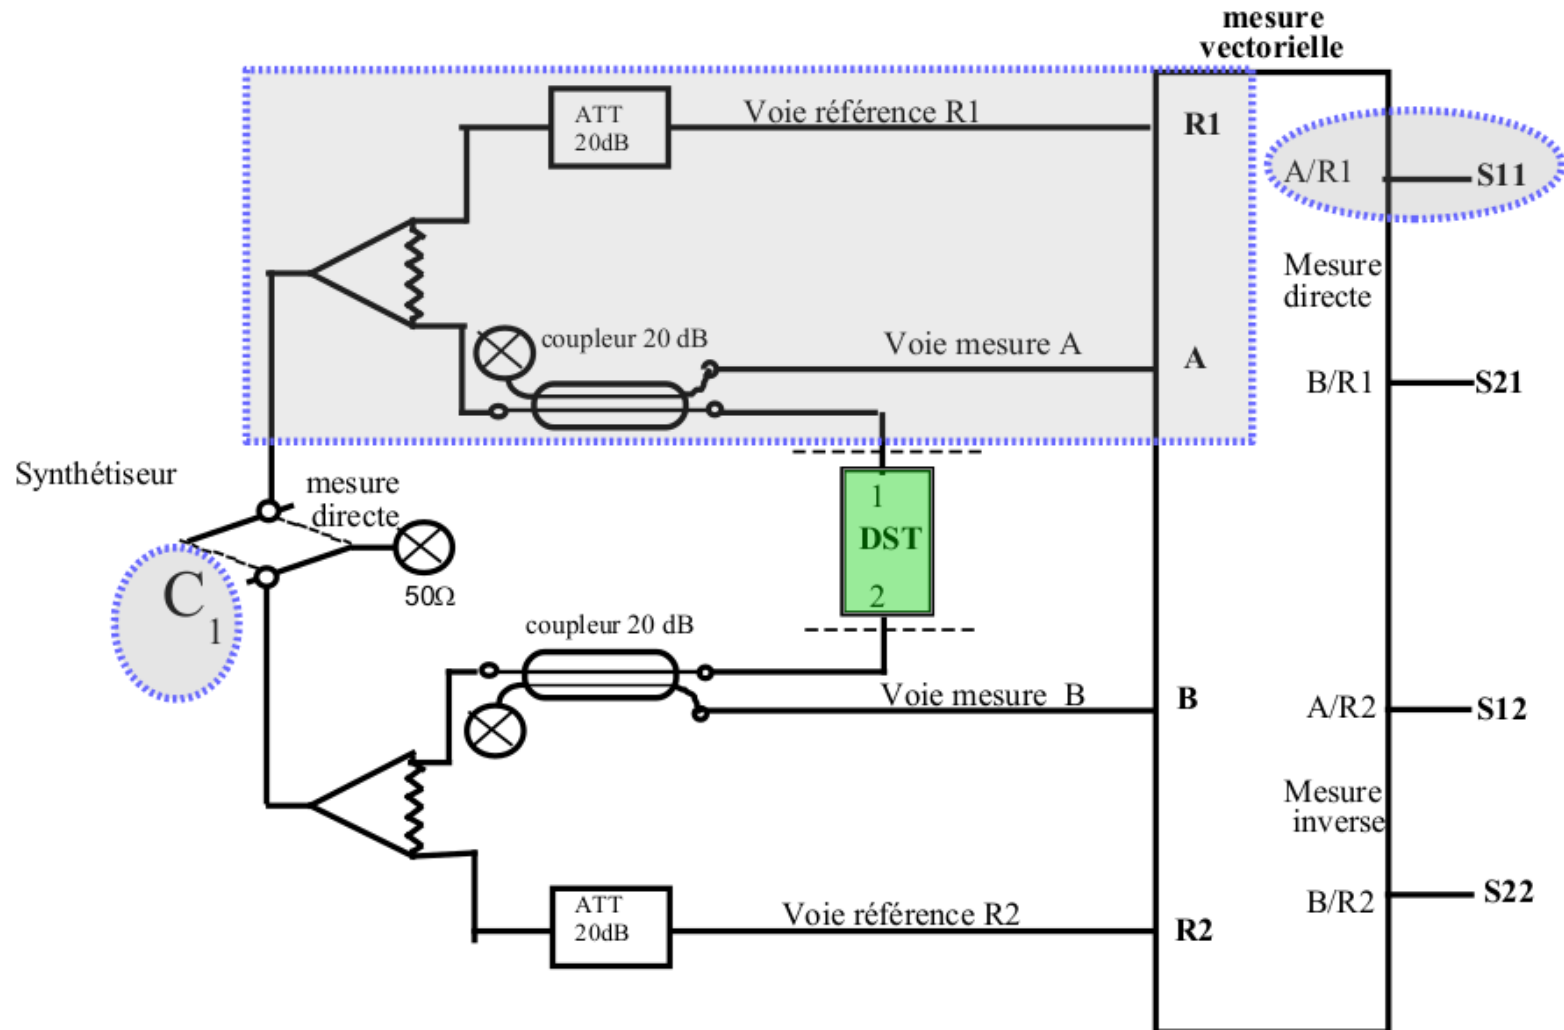 mesure
vectorielle
ATT
20dB
Voie référence R1
R1
A/R1
S11
Mesure
directe
coupleur 20 dB
Voie mesure A
A
B/R1
S21
Synthétiseur
mesure
directe
1
DST
2
50Ω
C1
coupleur 20 dB
Voie mesure B
B
A/R2
S12
Mesure
inverse
ATT
20dB
Voie référence R2
R2
B/R2
S22